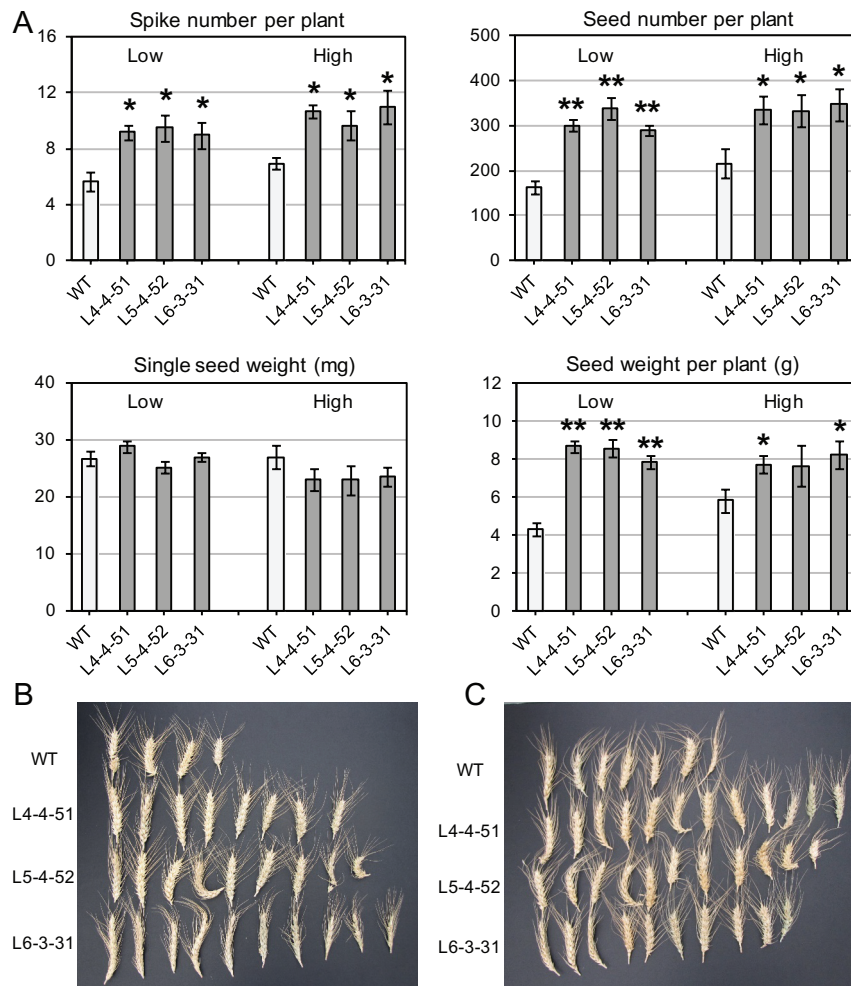 A
Spike number per plant
16
12
8
4
0
Low
High
*
*
*
*
*
*
WT
L4-4-51
L5-4-52
L6-3-31
WT
L4-4-51
L5-4-52
L6-3-31
Seed number per plant
500
400
300
200
100
0
Low
High
**
**
**
*
*
*
WT
L4-4-51
L5-4-52
L6-3-31
WT
L4-4-51
L5-4-52
L6-3-31
Single seed weight (mg)
40
30
20
10
0
Low
High
WT
L4-4-51
L5-4-52
L6-3-31
WT
L4-4-51
L5-4-52
L6-3-31
Seed weight per plant (g)
12
10
8
6
4
2
0
Low
High
**
**
**
*
*
WT
L4-4-51
L5-4-52
L6-3-31
WT
L4-4-51
L5-4-52
L6-3-31
B
WT
L4-4-51
L5-4-52
L6-3-31
C
WT
L4-4-51
L5-4-52
L6-3-31